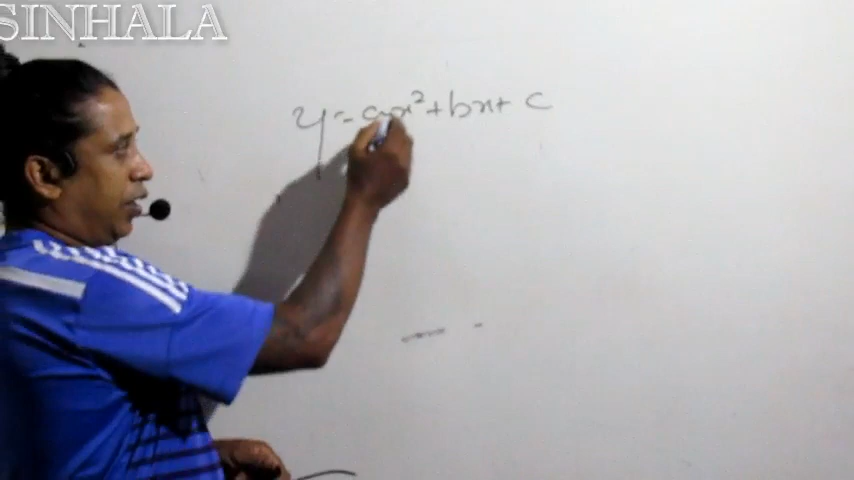 SINHALA
y = ax² + bx + c